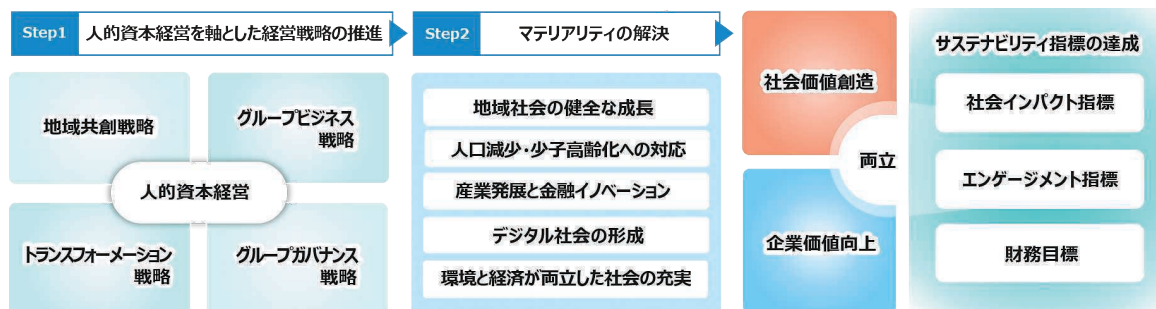 Step1
人的資本経営を軸とした経営戦略の推進
地域共創戦略
グループビジネス
戦略
人的資本経営
トランスフォーメーション
戦略
グループガバナンス
戦略
Step2
マテリアリティの解決
地域社会の健全な成長
人口減少・少子高齢化への対応
産業発展と金融イノベーション
デジタル社会の形成
環境と経済が両立した社会の充実
社会価値創造
両立
企業価値向上
サステナビリティ指標の達成
社会インパクト指標
エンゲージメント指標
財務目標